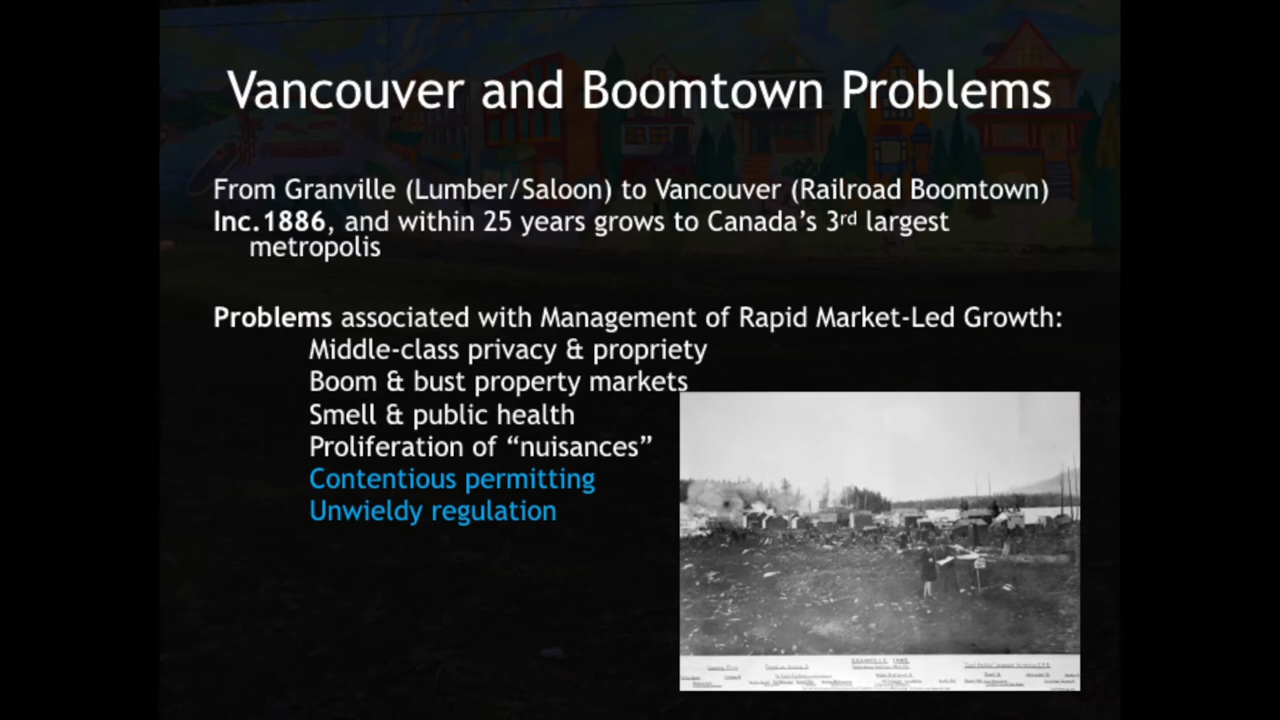 Vancouver and Boomtown Problems
From Granville (Lumber/Saloon) to Vancouver (Railroad Boomtown)
Inc.1886, and within 25 years grows to Canada’s 3rd largest
metropolis
Problems associated with Management of Rapid Market-Led Growth:
Middle-class privacy & propriety
Boom & bust property markets
Smell & public health
Proliferation of “nuisances”
Contentious permitting
Unwieldy regulation